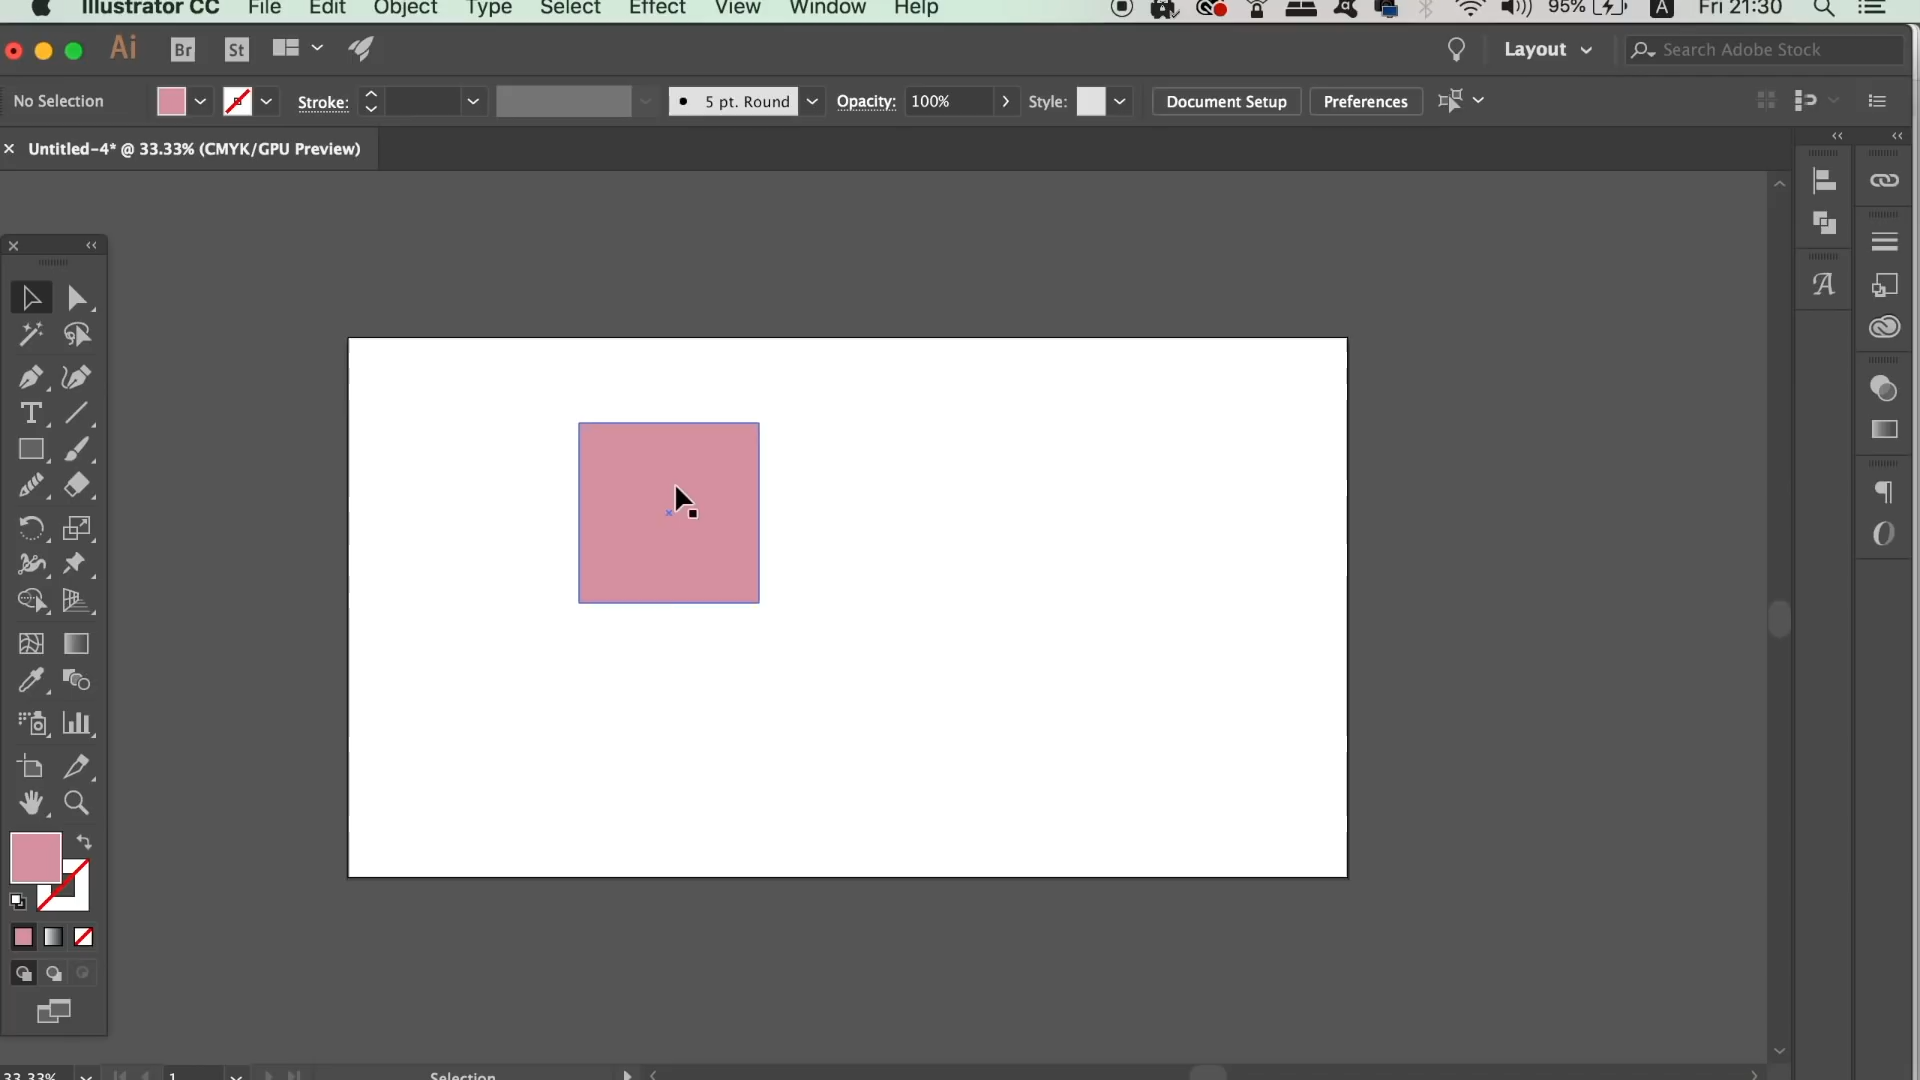 Illustrator CC File Edit Object Type Select Effect View Window Help 95% A Fri 21:30
Ai Br St Layout Search Adobe Stock
No Selection Stroke: 5 pt. Round Opacity: 100% Style: Document Setup Preferences
× Untitled-4* @ 33.33% (CMYK/GPU Preview)
33.33% 1 Selection